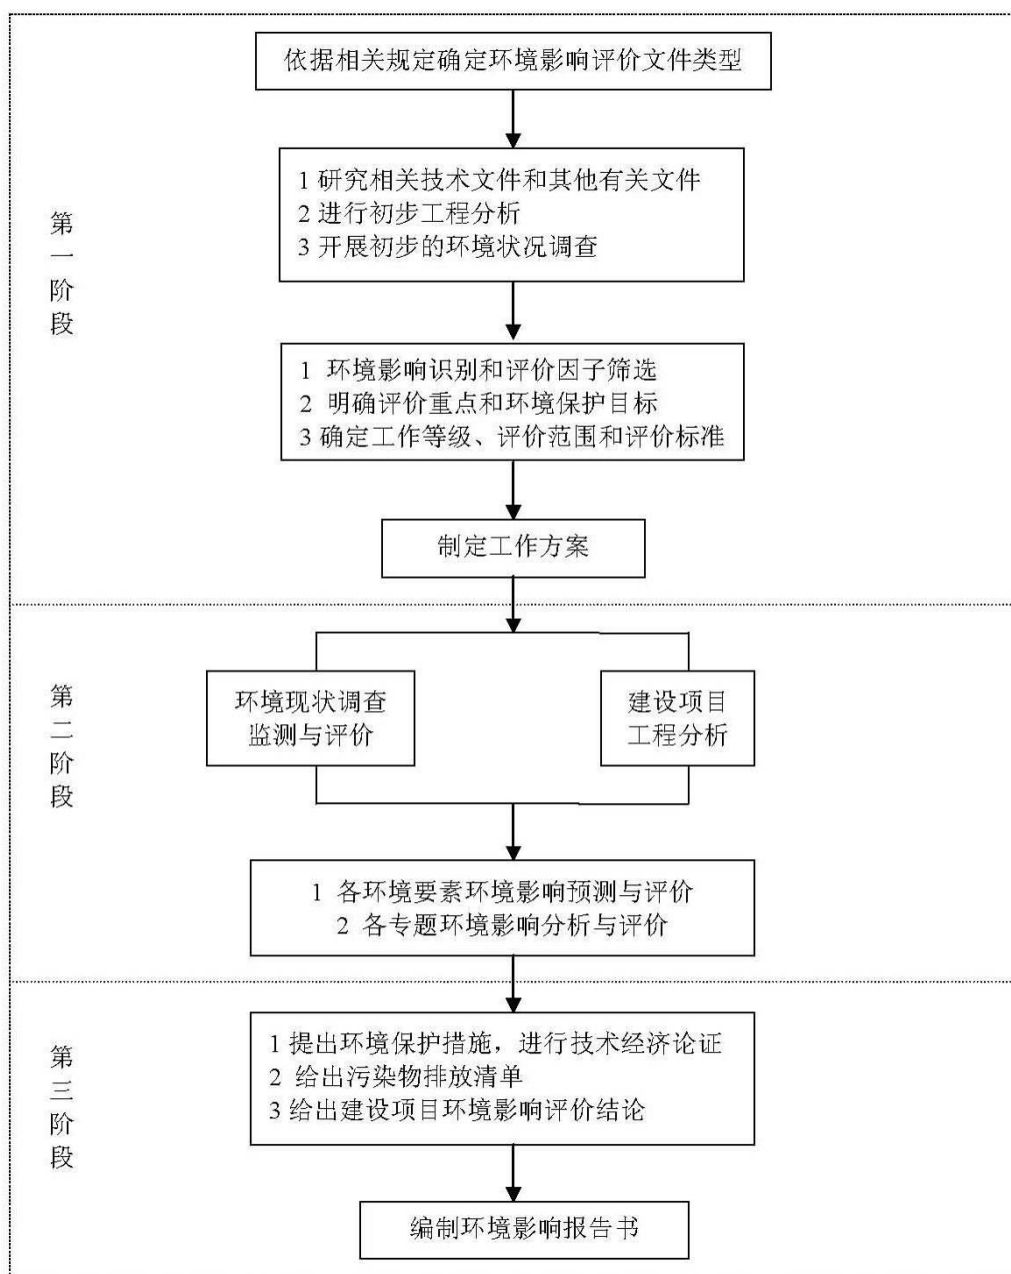 依据相关规定确定环境影响评价文件类型
1 研究相关技术文件和其他有关文件
2 进行初步工程分析
3 开展初步的环境状况调查
第一阶段
1 环境影响识别和评价因子筛选
2 明确评价重点和环境保护目标
3 确定工作等级、评价范围和评价标准
制定工作方案
第二阶段
环境现状调查
监测与评价
建设项目
工程分析
1 各环境要素环境影响预测与评价
2 各专题环境影响分析与评价
第三阶段
1 提出环境保护措施，进行技术经济论证
2 给出污染物排放清单
3 给出建设项目环境影响评价结论
编制环境影响报告书